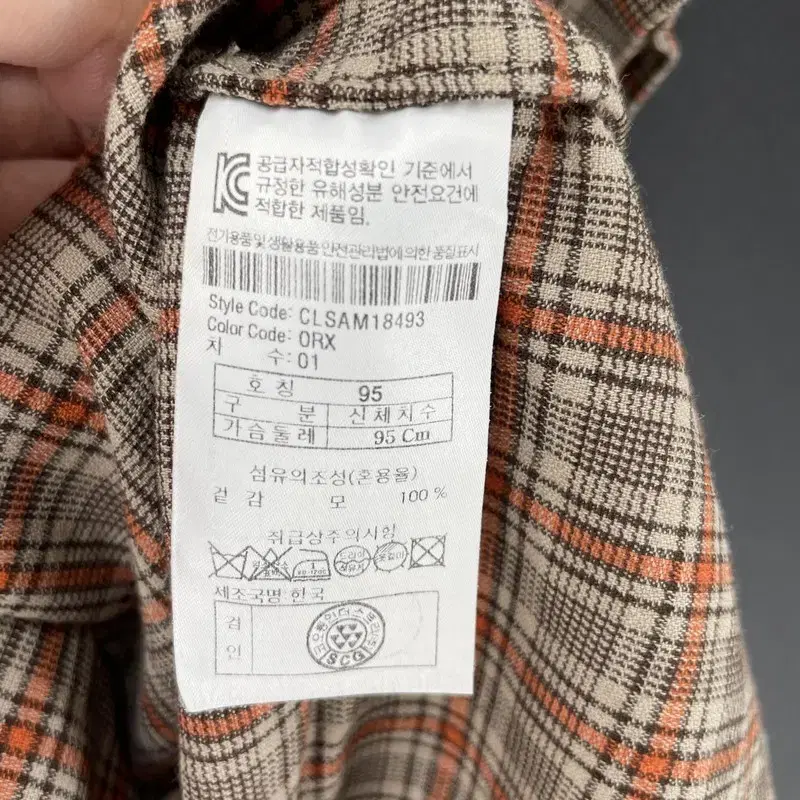 공급자적합성확인 기준에서
규정한 유해성분 안전요건에
적합한 제품임.
전기용품 및 생활용품 안전관리법에 의한 품질표시
Style Code: CLSAM18493
Color Code: ORX
차 수: 01
호 칭 95
구 분 신체치수
가슴둘레 95 Cm
섬유의조성(혼용율)
겉 감 모 100 %
취급상주의사항
드라이
제조국명 한국
검
인
SCG